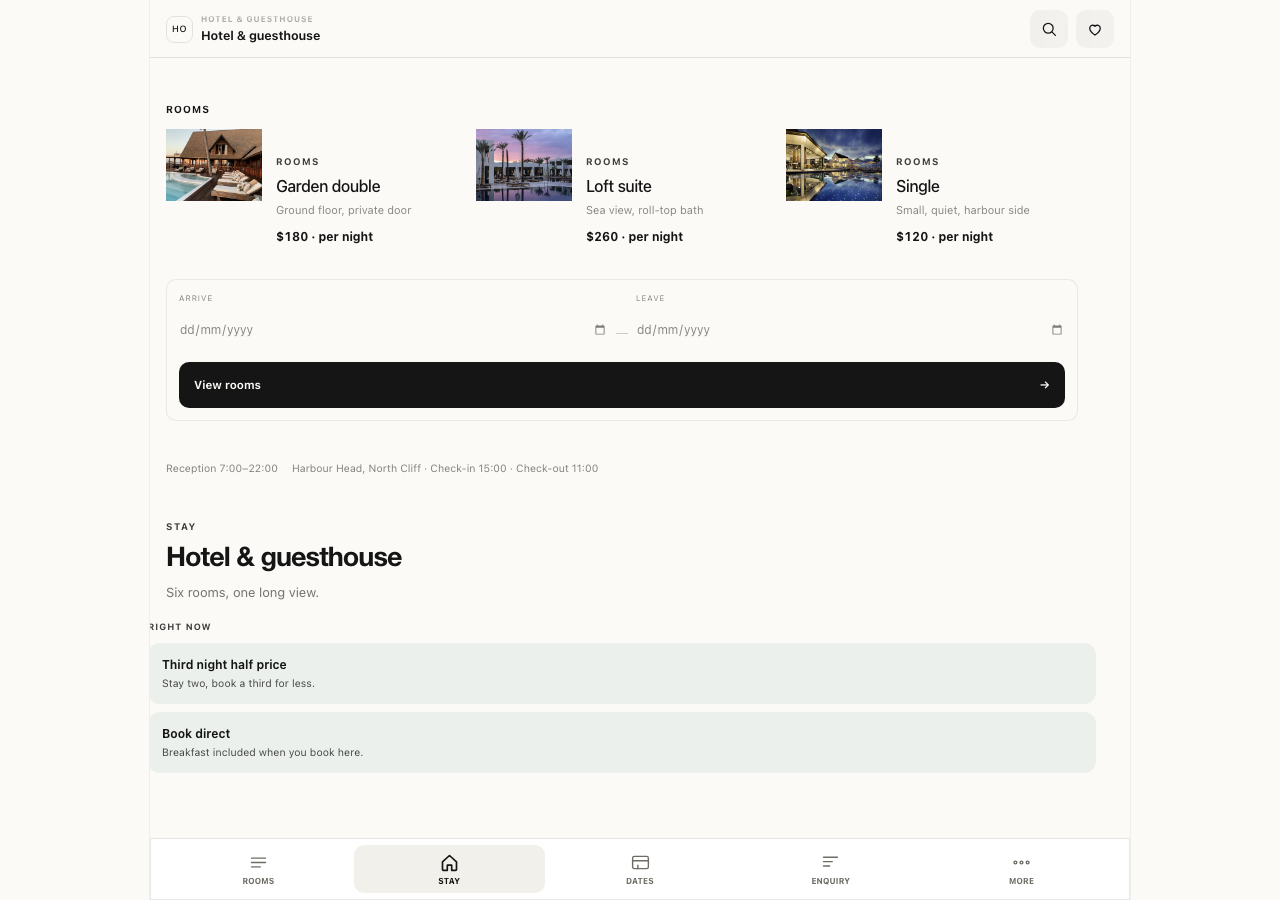 HO
HOTEL & GUESTHOUSE
Hotel & guesthouse
ROOMS
ROOMS
Garden double
Ground floor, private door
$180 · per night
ROOMS
Loft suite
Sea view, roll-top bath
$260 · per night
ROOMS
Single
Small, quiet, harbour side
$120 · per night
ARRIVE
LEAVE
dd/mm/yyyy
—
dd/mm/yyyy
View rooms →
Reception 7:00–22:00 Harbour Head, North Cliff · Check-in 15:00 · Check-out 11:00
STAY
Hotel & guesthouse
Six rooms, one long view.
RIGHT NOW
Third night half price
Stay two, book a third for less.
Book direct
Breakfast included when you book here.
ROOMS
STAY
DATES
ENQUIRY
MORE